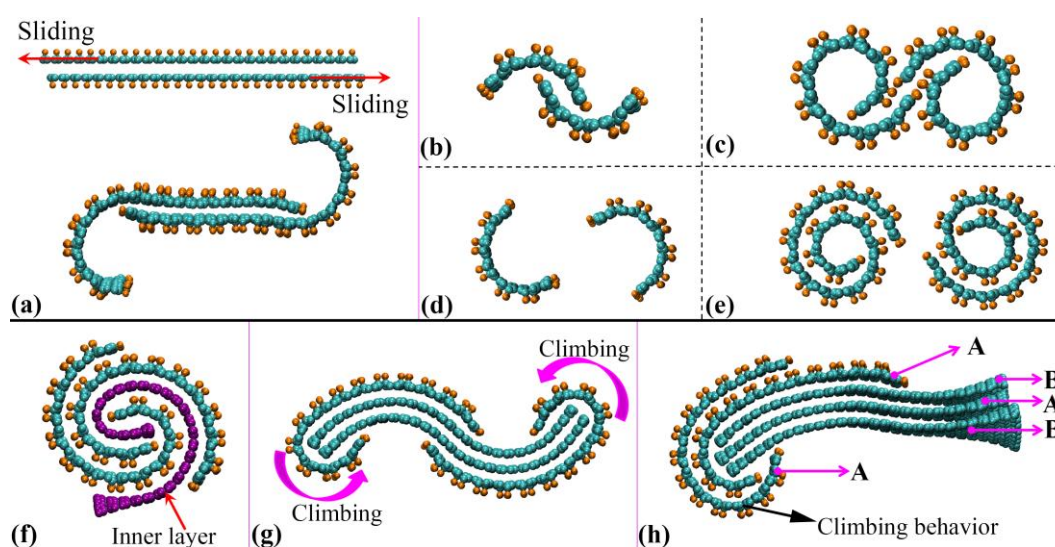 Sliding
Sliding
(a)
(b)
(c)
(d)
(e)
Inner layer
(f)
Climbing
Climbing
(g)
A
B
A
B
A
Climbing behavior
(h)